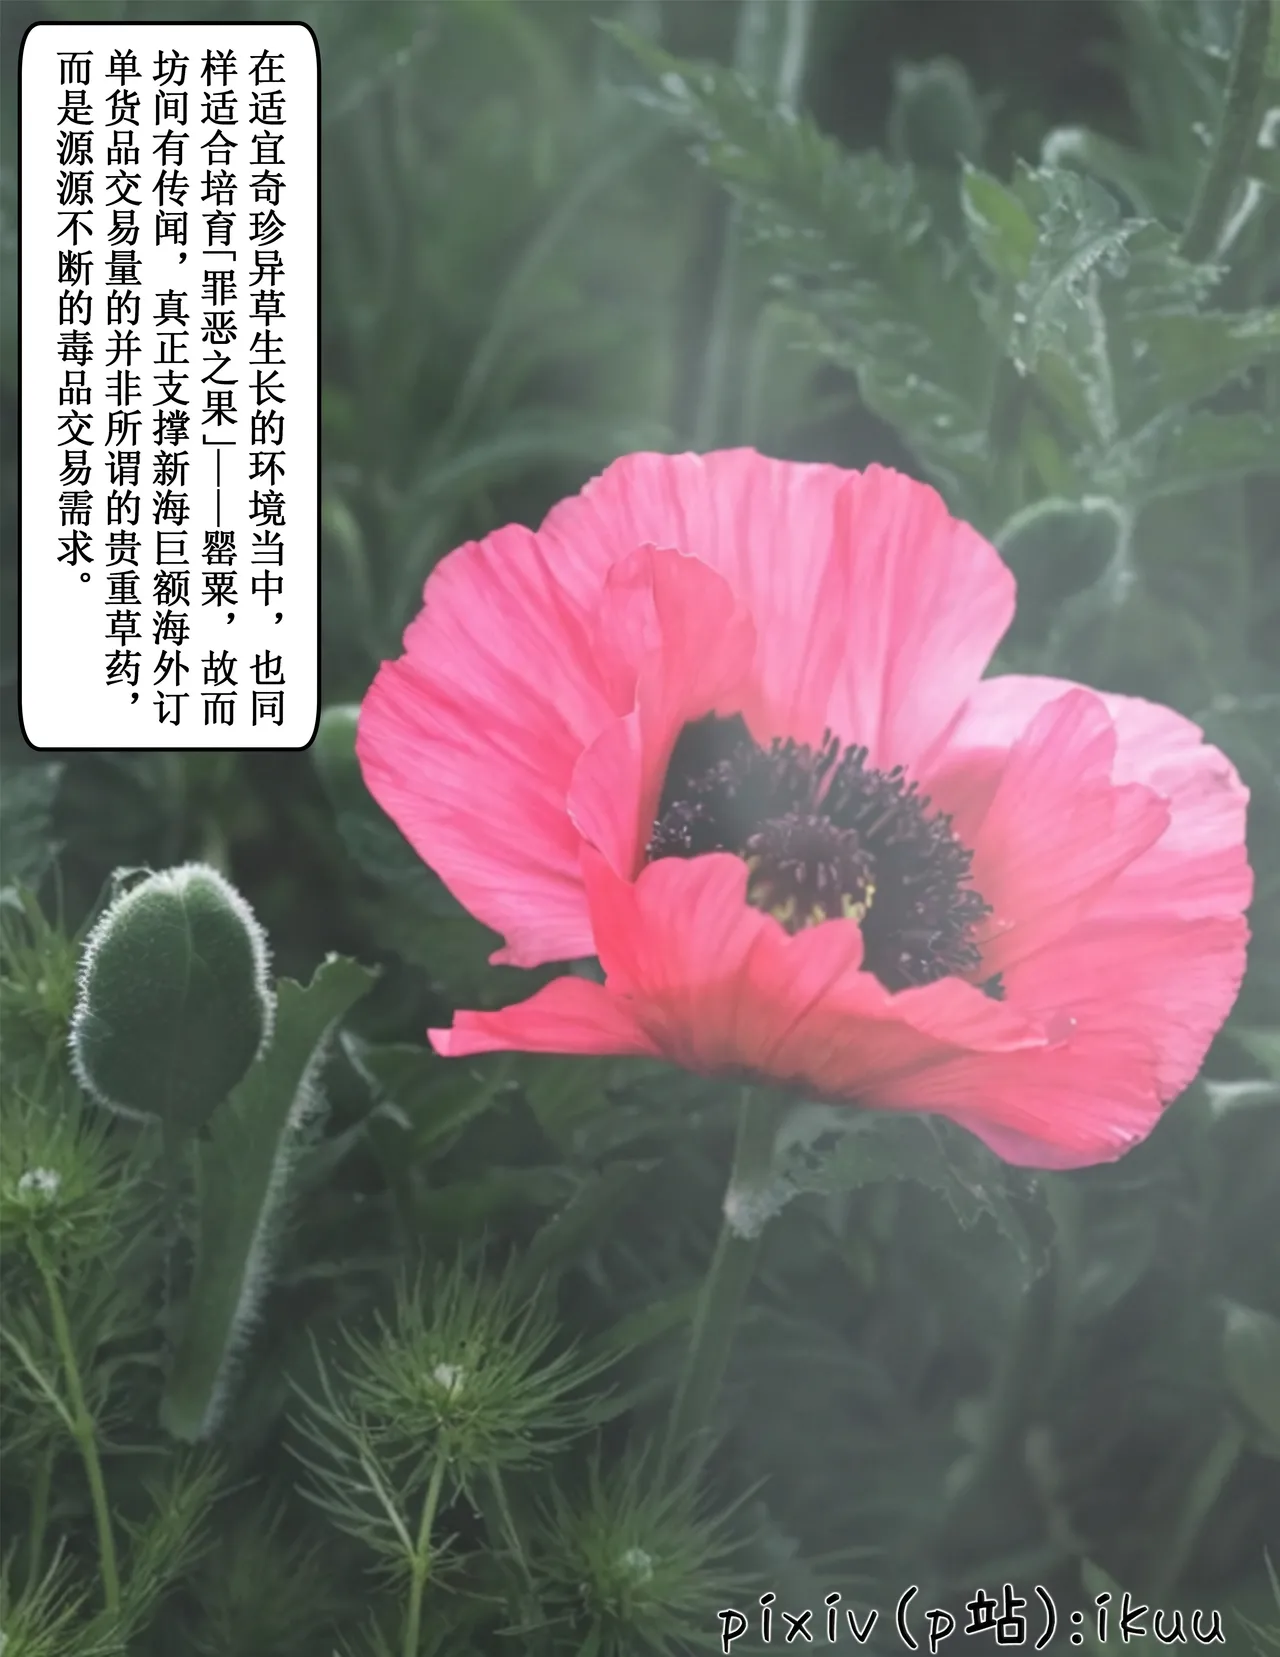 在适宜奇珍异草生长的环境当中，也同
样适合培育「罪恶之果」——罂粟，故而
坊间有传闻，真正支撑新海巨额海外订
单货品交易量的并非所谓的贵重草药，
而是源源不断的毒品交易需求。
pixiv(p站):ikuu